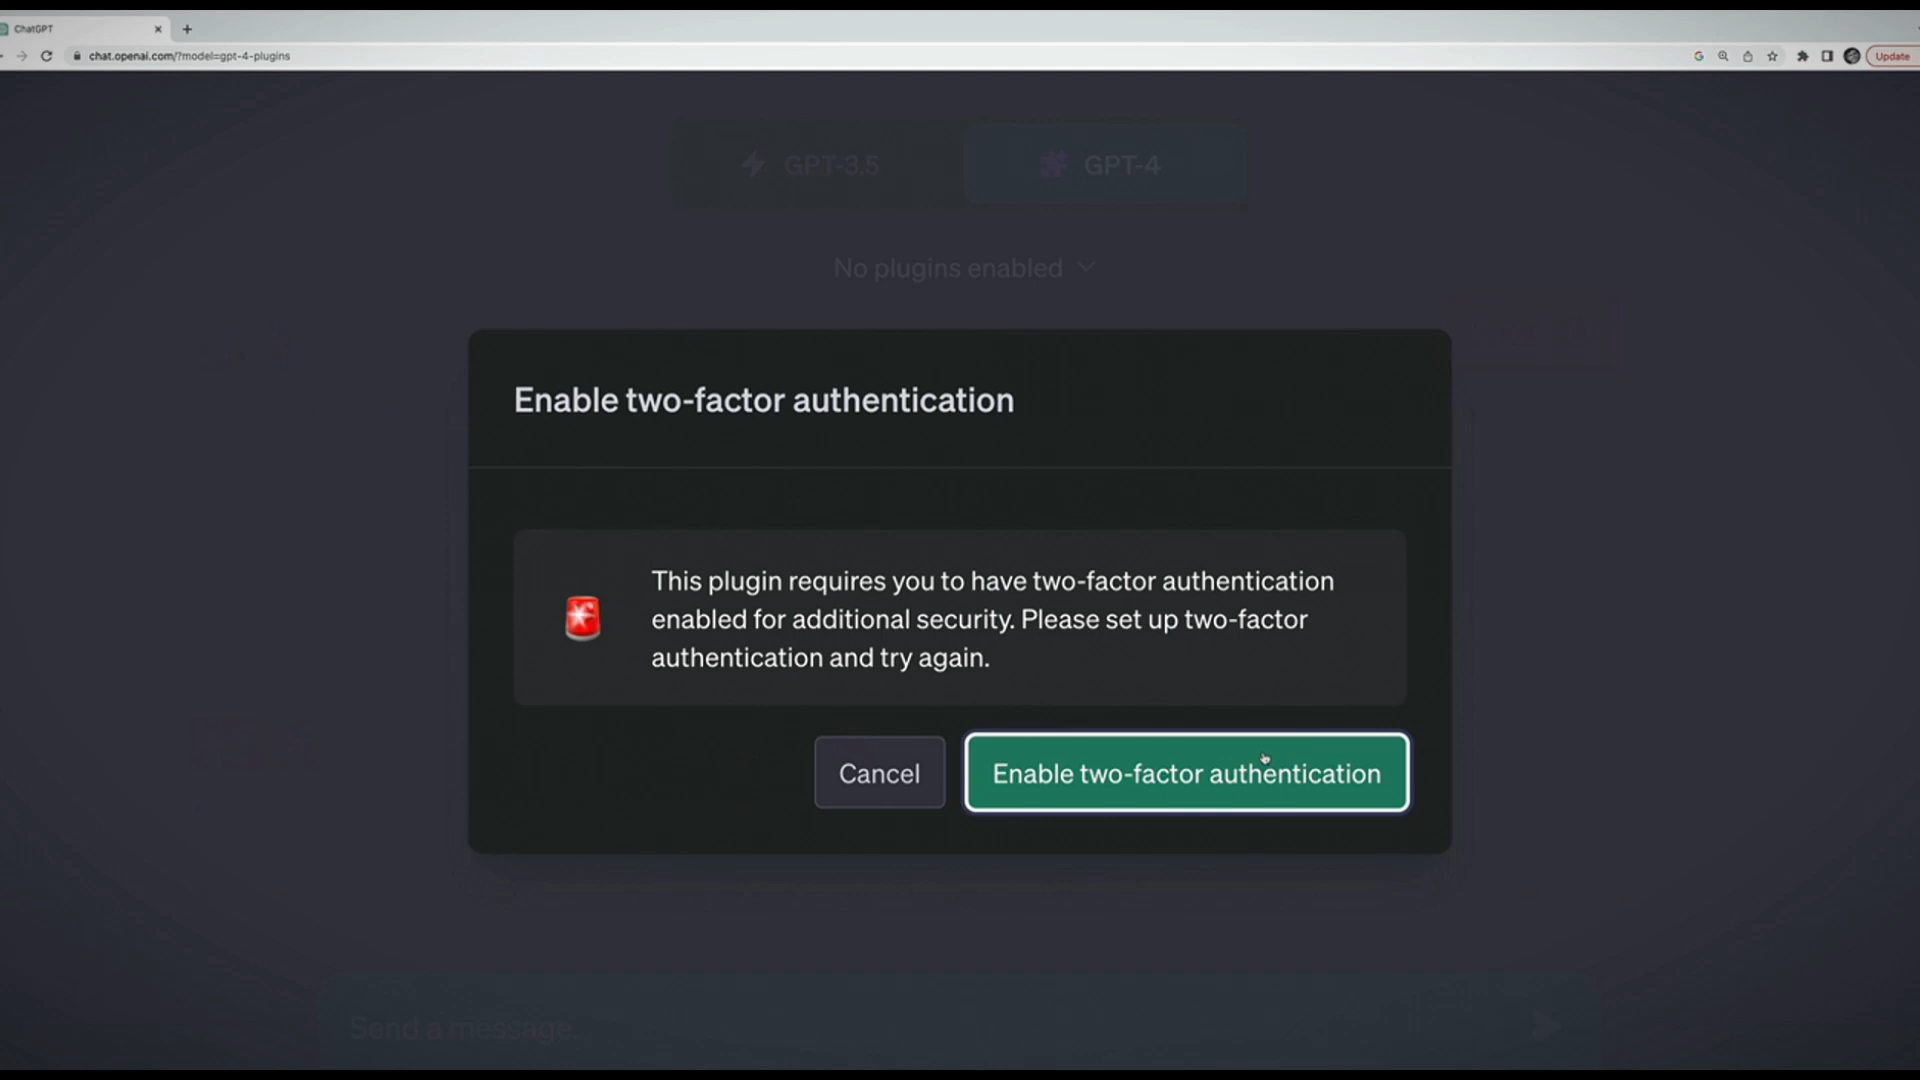 ChatGPT
chat.openai.com/?model=gpt-4-plugins
Update
GPT-3.5
GPT-4
No plugins enabled
Enable two-factor authentication
This plugin requires you to have two-factor authentication
enabled for additional security. Please set up two-factor
authentication and try again.
Cancel
Enable two-factor authentication
Send a message.